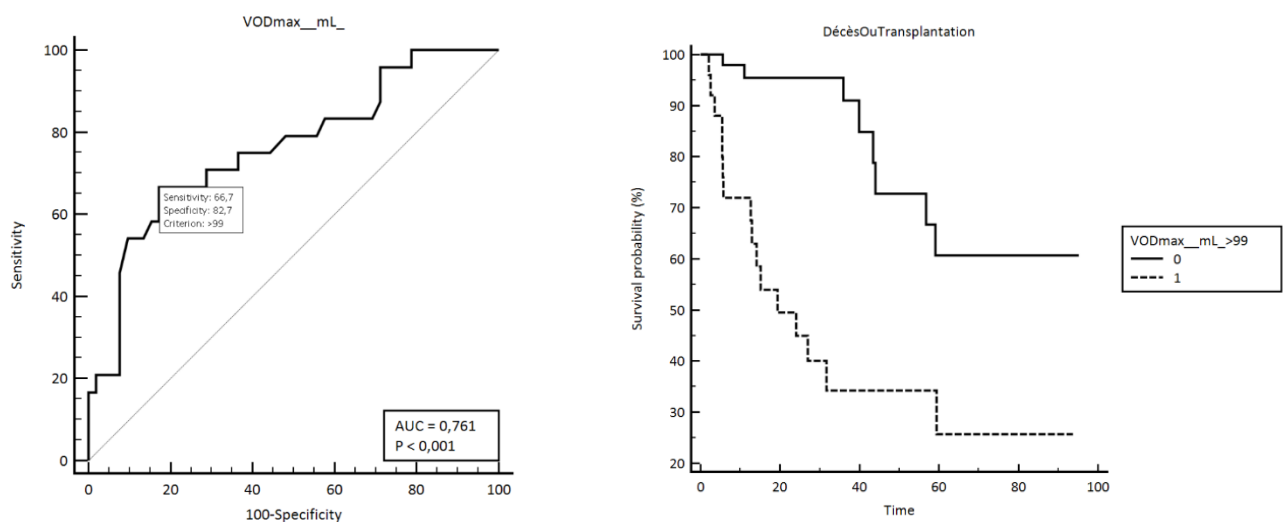 VODmax__mL_
100
80
60
40
20
0
Sensitivity
Sensitivity: 66,7
Specificity: 82,7
Criterion: >99
AUC = 0,761
P < 0,001
0 20 40 60 80 100
100-Specificity
DécèsOuTransplantation
100
90
80
70
60
50
40
30
20
Survival probability (%)
0 20 40 60 80 100
Time
VODmax__mL_>99
0
1